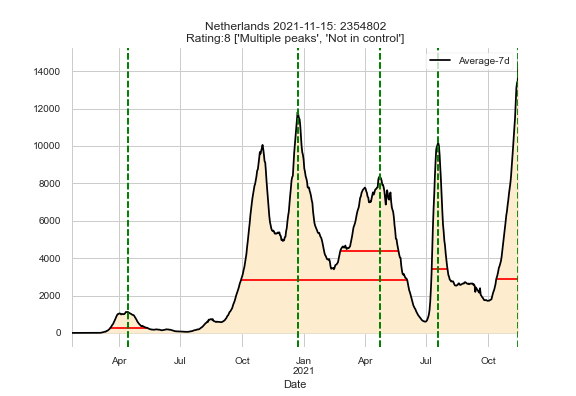 Netherlands 2021-11-15: 2354802
Rating:8 ['Multiple peaks', 'Not in control']
Average-7d
14000
12000
10000
8000
6000
4000
2000
0
Apr Jul Oct Jan Apr Jul Oct
2021
Date